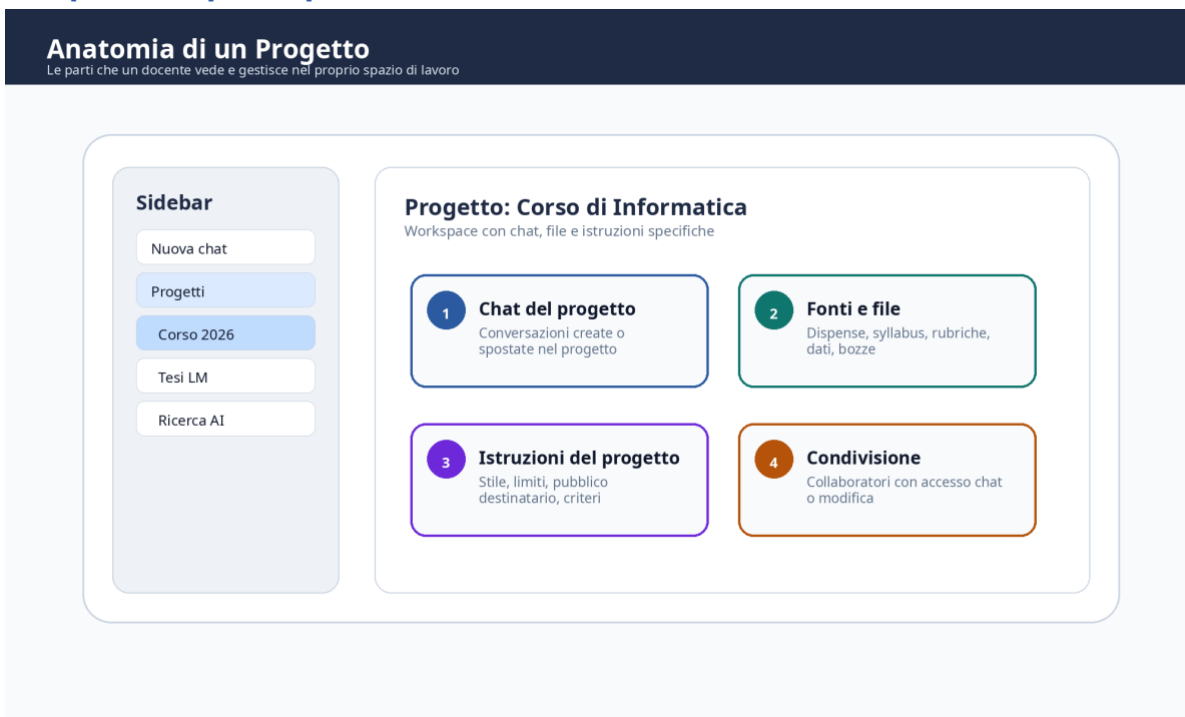 Anatomia di un Progetto
Le parti che un docente vede e gestisce nel proprio spazio di lavoro
Sidebar
Nuova chat
Progetti
Corso 2026
Tesi LM
Ricerca AI
Progetto: Corso di Informatica
Workspace con chat, file e istruzioni specifiche
1
Chat del progetto
Conversazioni create o
spostate nel progetto
2
Fonti e file
Dispense, syllabus, rubriche,
dati, bozze
3
Istruzioni del progetto
Stile, limiti, pubblico
destinatario, criteri
4
Condivisione
Collaboratori con accesso chat
o modifica